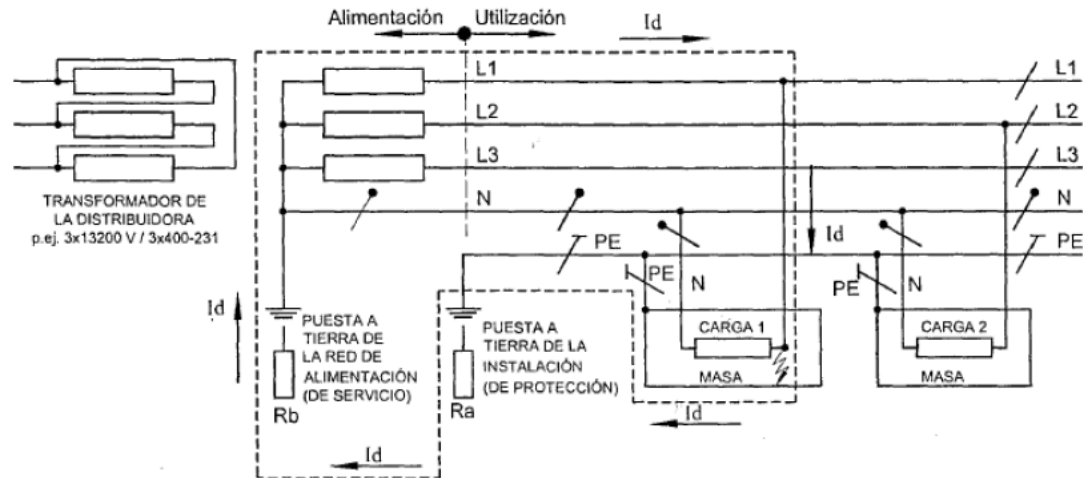 Alimentación
Utilización
Id
L1
L1
L2
L2
L3
L3
TRANSFORMADOR DE
LA DISTRIBUIDORA
p.ej. 3x13200 V / 3x400-231
N
N
PE
Id
PE
PE
N
PE
N
Id
PUESTA A
TIERRA DE
LA RED DE
ALIMENTACIÓN
(DE SERVICIO)
Rb
PUESTA A
TIERRA DE LA
INSTALACIÓN
(DE PROTECCIÓN)
Ra
CARGA 1
MASA
CARGA 2
MASA
Id
Id